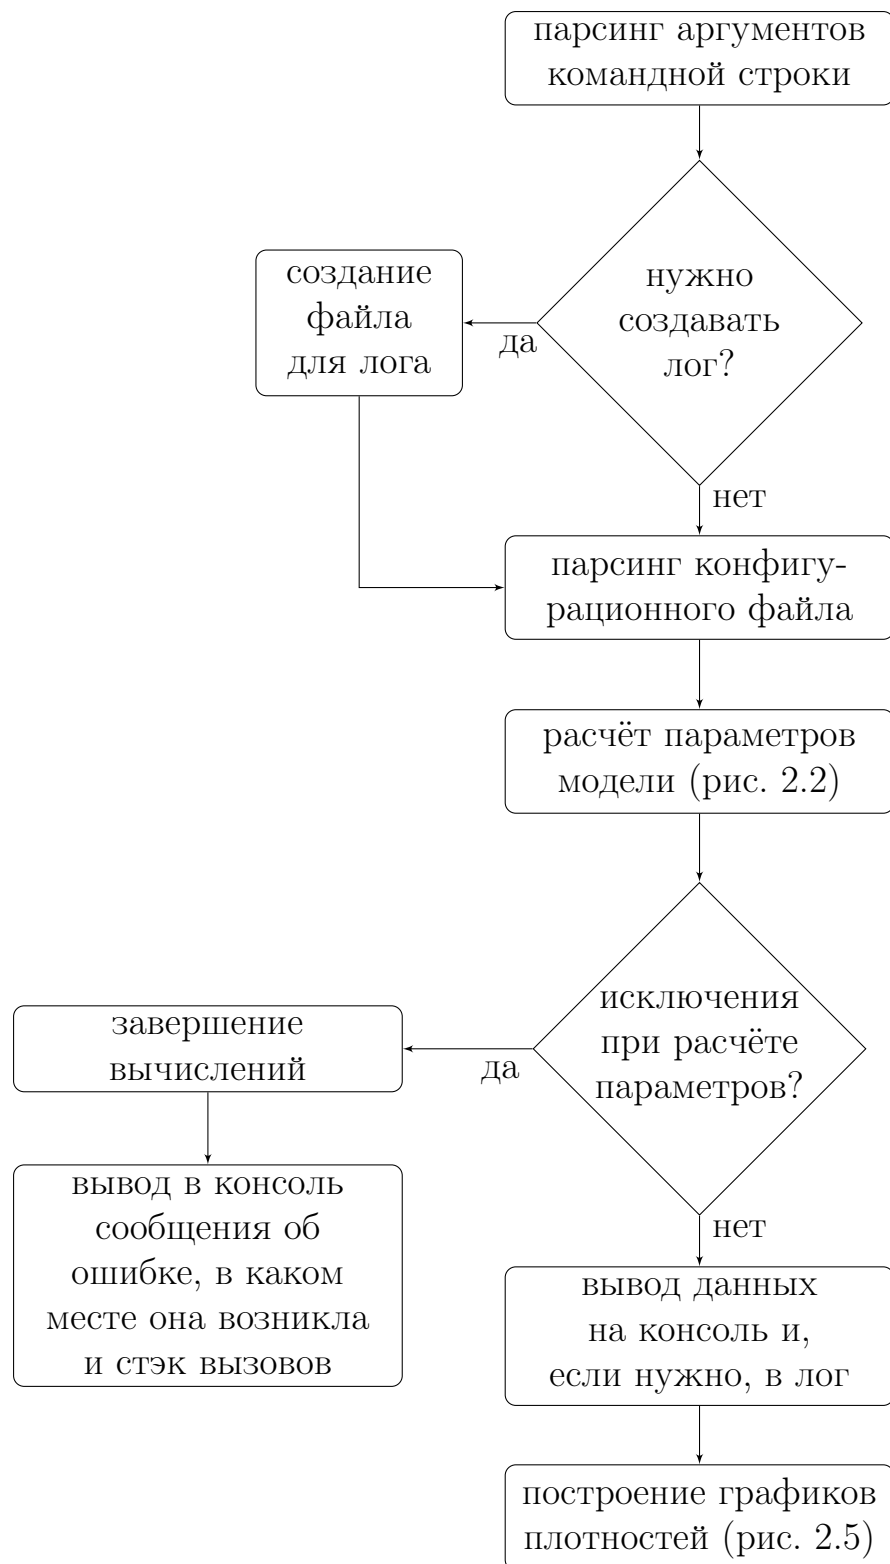 парсинг аргументов
командной строки
нужно
создавать
лог?
да
создание
файла
для лога
нет
парсинг конфигу-
рационного файла
расчёт параметров
модели (рис. 2.2)
исключения
при расчёте
параметров?
да
завершение
вычислений
вывод в консоль
сообщения об
ошибке, в каком
месте она возникла
и стэк вызовов
нет
вывод данных
на консоль и,
если нужно, в лог
построение графиков
плотностей (рис. 2.5)